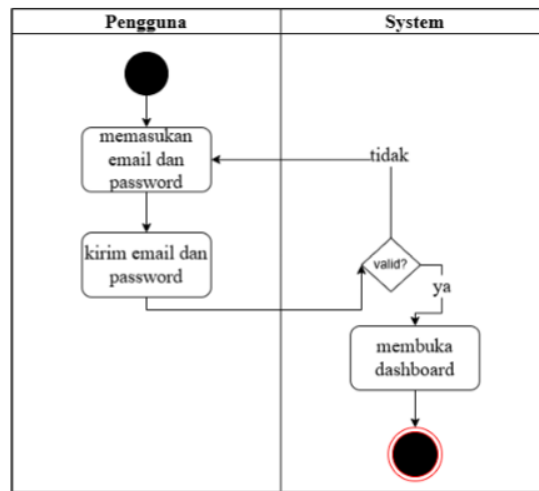 Pengguna
System
memasukan
email dan
password
tidak
kirim email dan
password
valid?
ya
membuka
dashboard